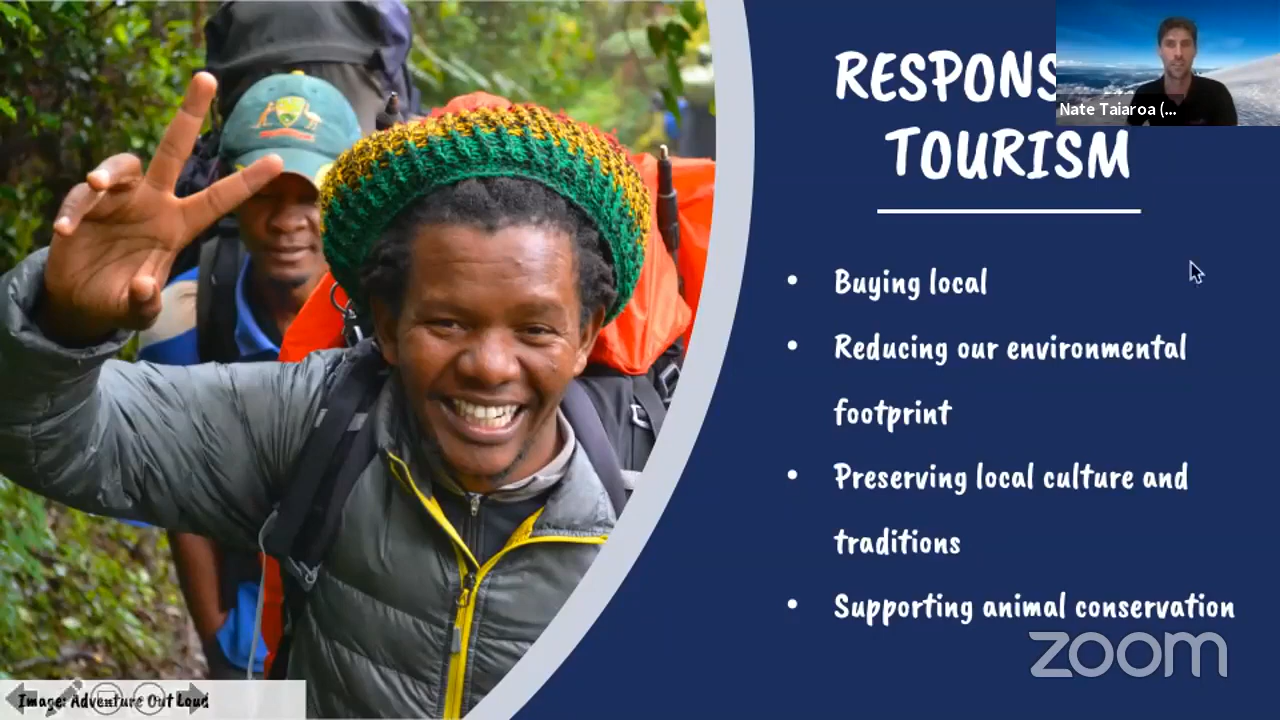 RESPONS
TOURISM
Nate Taiaroa (...
• Buying local
• Reducing our environmental
footprint
• Preserving local culture and
traditions
• Supporting animal conservation
zoom
Image: Adventure Out Loud